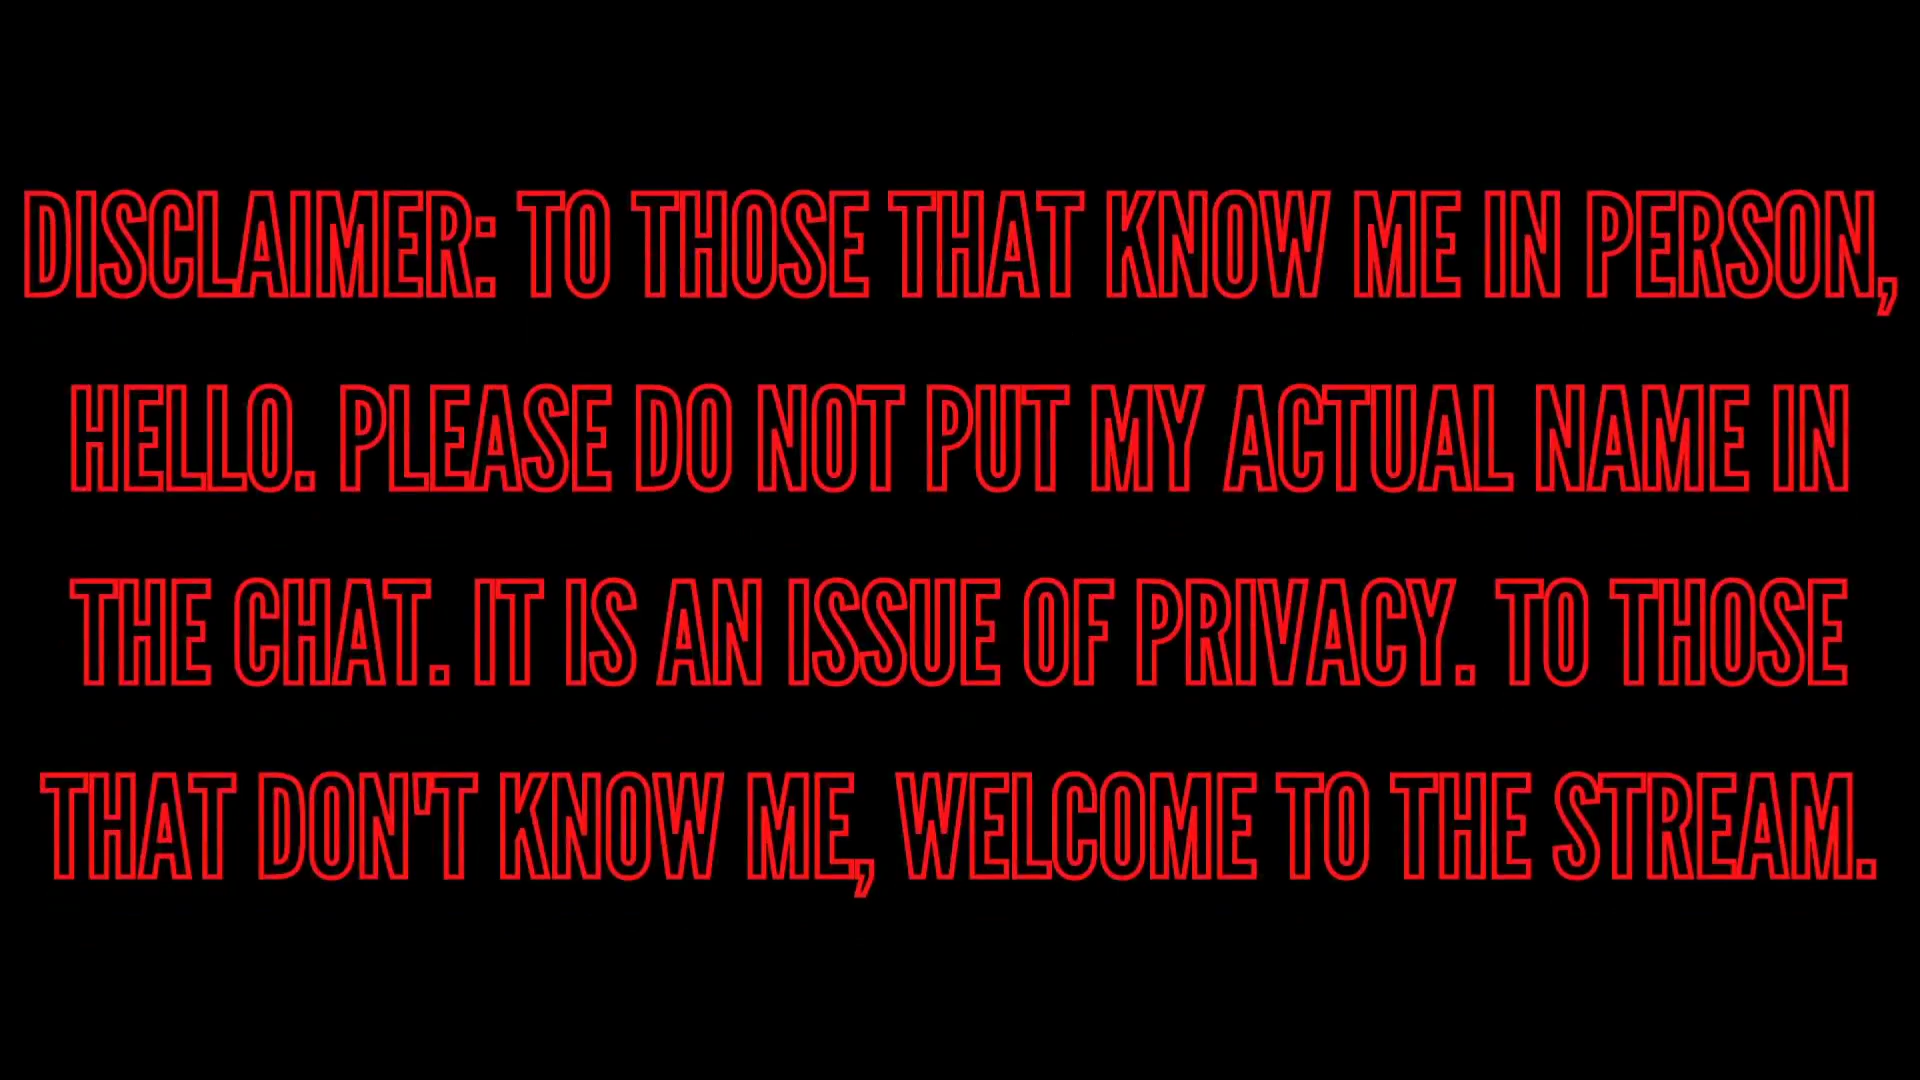 DISCLAIMER: TO THOSE THAT KNOW ME IN PERSON,
HELLO. PLEASE DO NOT PUT MY ACTUAL NAME IN
THE CHAT. IT IS AN ISSUE OF PRIVACY. TO THOSE
THAT DON'T KNOW ME, WELCOME TO THE STREAM.